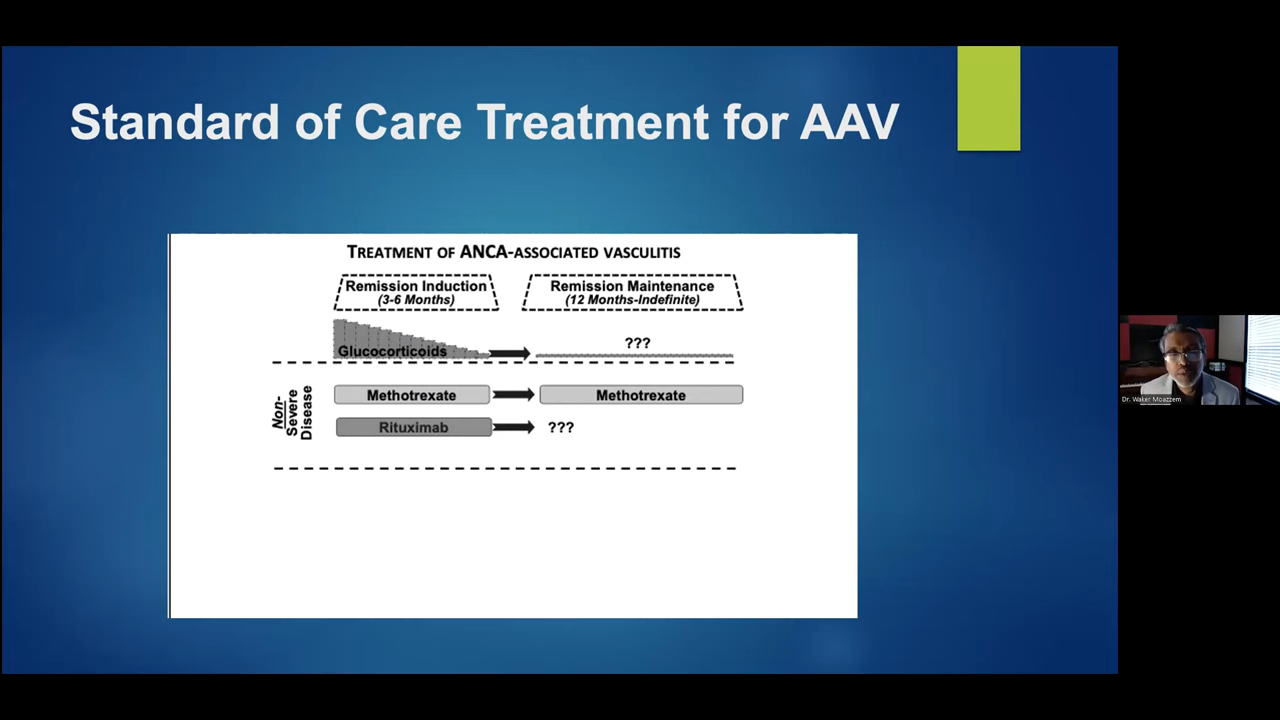 Standard of Care Treatment for AAV
TREATMENT OF ANCA-ASSOCIATED VASCULITIS
Remission Induction
(3-6 Months)
Remission Maintenance
(12 Months-Indefinite)
Glucocorticoids
???
Non-
Severe
Disease
Methotrexate
Methotrexate
Rituximab
???
Dr. Waker Moazzem